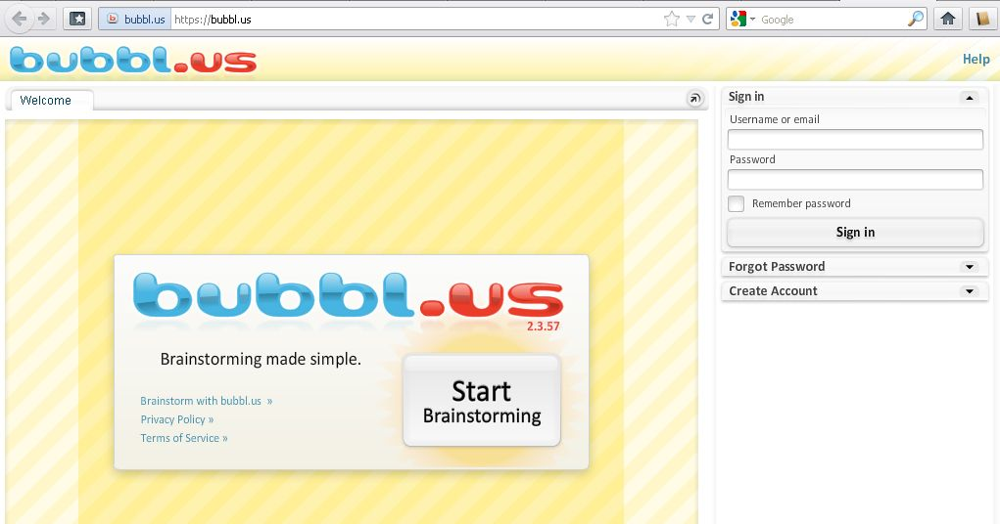 bubbl.us https://bubbl.us Google
bubbl.us
Help
Welcome
Sign in
Username or email
Password
Remember password
Sign in
Forgot Password
Create Account
bubbl.us
2.3.57
Brainstorming made simple.
Start
Brainstorming
Brainstorm with bubbl.us »
Privacy Policy »
Terms of Service »